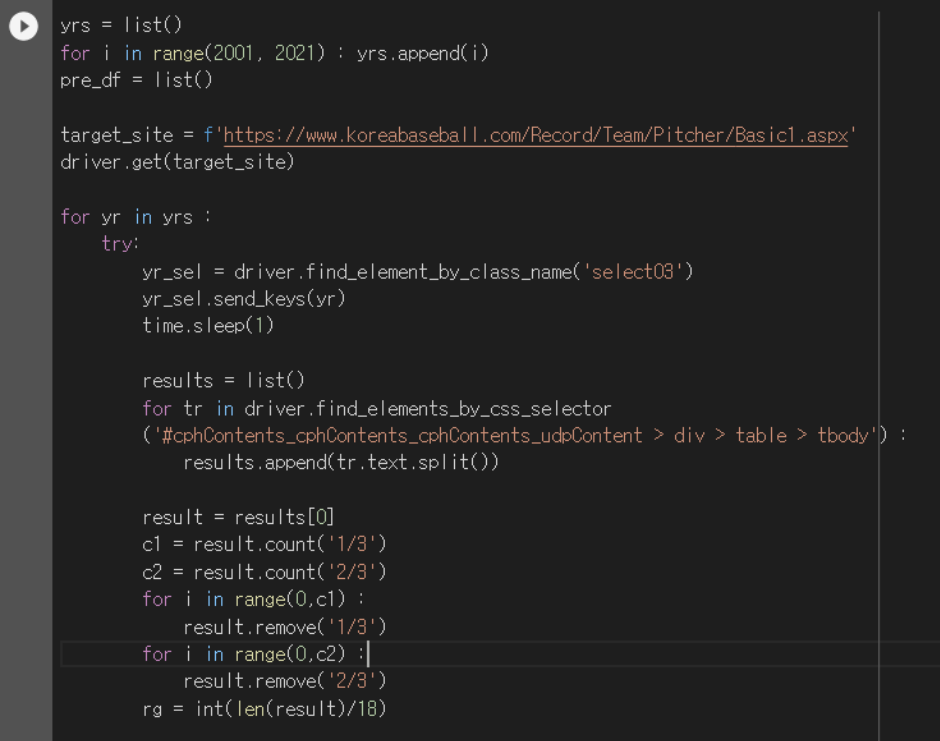 yrs = list()
for i in range(2001, 2021) : yrs.append(i)
pre_df = list()
target_site = f'https://www.koreabaseball.com/Record/Team/Pitcher/Basic1.aspx'
driver.get(target_site)
for yr in yrs :
try:
yr_sel = driver.find_element_by_class_name('select03')
yr_sel.send_keys(yr)
time.sleep(1)
results = list()
for tr in driver.find_elements_by_css_selector
('#cphContents_cphContents_cphContents_udpContent > div > table > tbody') :
results.append(tr.text.split())
result = results[0]
c1 = result.count('1/3')
c2 = result.count('2/3')
for i in range(0,c1) :
result.remove('1/3')
for i in range(0,c2) :
result.remove('2/3')
rg = int(len(result)/18)